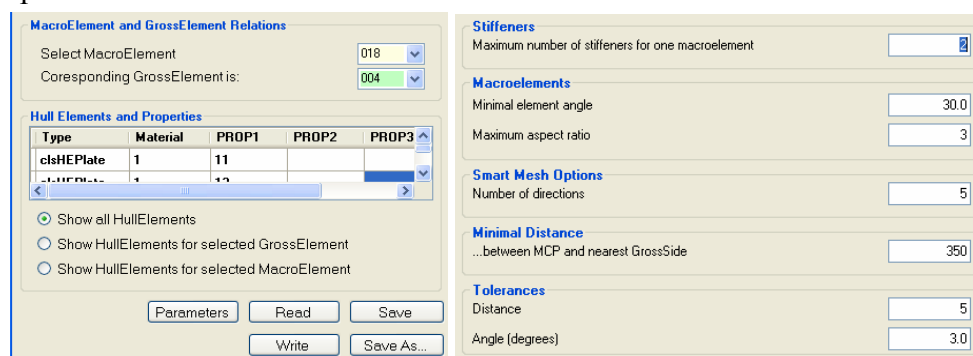 MacroElement and GrossElement Relations
Select MacroElement 018
Coresponding GrossElement is: 004
Hull Elements and Properties
Type Material PROP1 PROP2 PROP3
clsHEPlate 1 11
clsHEPlate 1 12
Show all HullElements
Show HullElements for selected GrossElement
Show HullElements for selected MacroElement
Parameters Read Save
Write Save As...
Stiffeners
Maximum number of stiffeners for one macroelement 2
Macroelements
Minimal element angle 30.0
Maximum aspect ratio 3
Smart Mesh Options
Number of directions 5
Minimal Distance
...between MCP and nearest GrossSide 350
Tolerances
Distance 5
Angle (degrees) 3.0